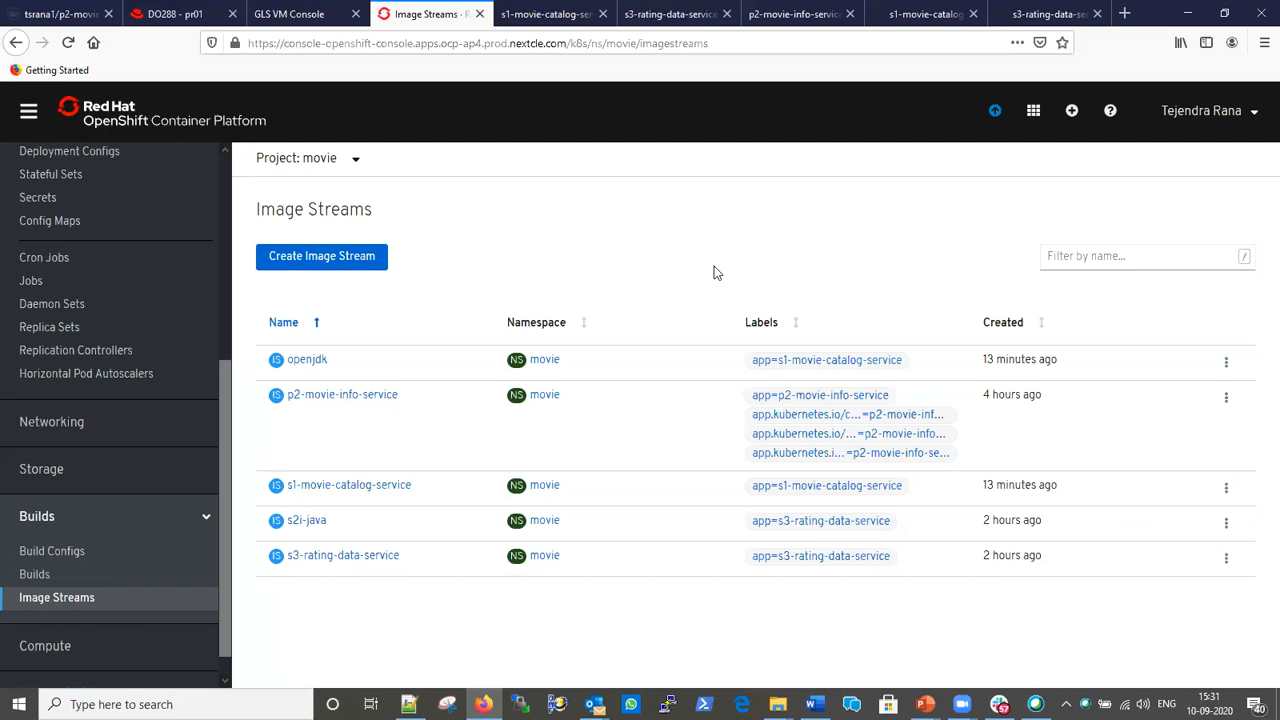 tsrana1/p2-movie
DO288 - pr01
GLS VM Console
Image Streams · R
s1-movie-catalog-service
s3-rating-data-service
p2-movie-info-service
s1-movie-catalog
s3-rating-data-ser
https://console-openshift-console.apps.ocp-ap4.prod.nextcle.com/k8s/ns/movie/imagestreams
Getting Started
Red Hat
OpenShift Container Platform
Tejendra Rana
Deployment Configs
Stateful Sets
Secrets
Config Maps
Cron Jobs
Jobs
Daemon Sets
Replica Sets
Replication Controllers
Horizontal Pod Autoscalers
Networking
Storage
Builds
Build Configs
Builds
Image Streams
Compute
Project: movie
Image Streams
Create Image Stream
Filter by name...
/
Name Namespace Labels Created
IS openjdk NS movie app=s1-movie-catalog-service 13 minutes ago
IS p2-movie-info-service NS movie app=p2-movie-info-service 4 hours ago
app.kubernetes.io/c...=p2-movie-inf...
app.kubernetes.io/...=p2-movie-info...
app.kubernetes.i...=p2-movie-info-se...
IS s1-movie-catalog-service NS movie app=s1-movie-catalog-service 13 minutes ago
IS s2i-java NS movie app=s3-rating-data-service 2 hours ago
IS s3-rating-data-service NS movie app=s3-rating-data-service 2 hours ago
Type here to search
ENG
15:31
10-09-2020
40
57